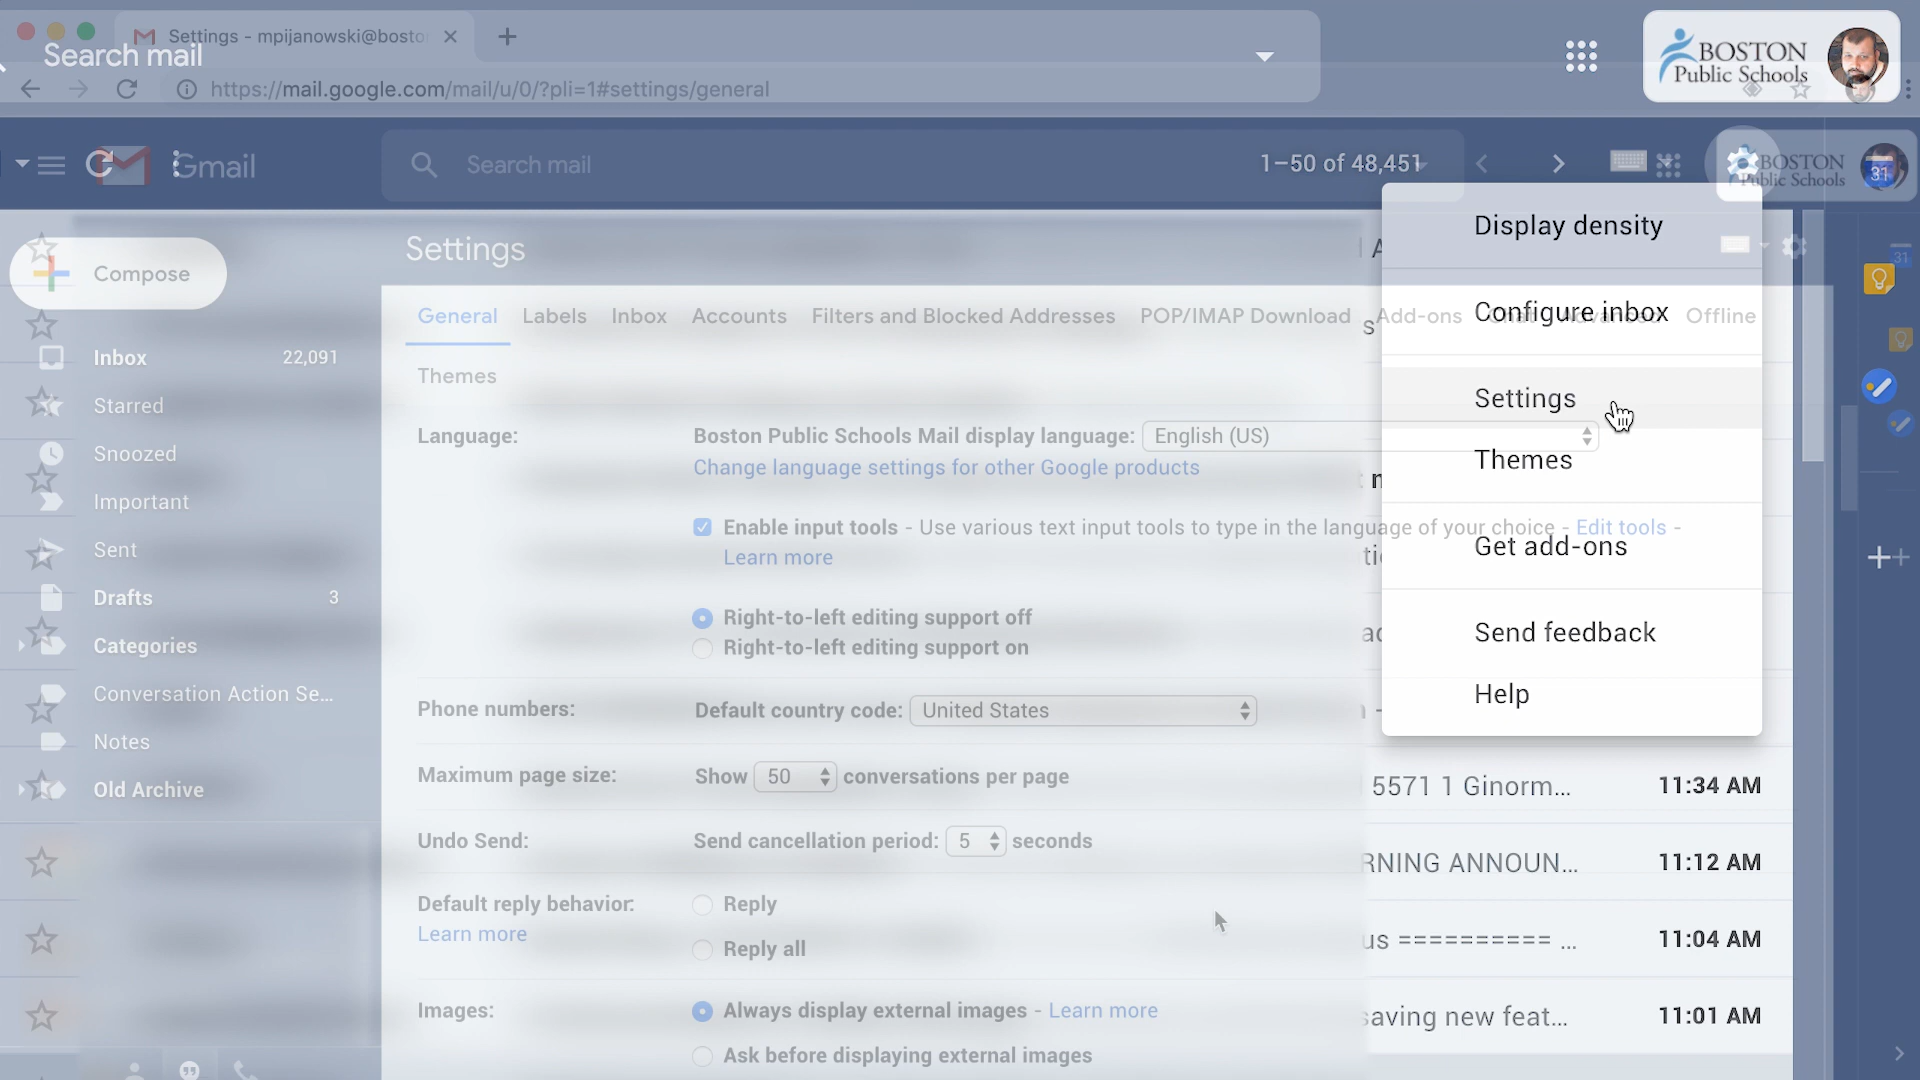 Settings - mpijanowski@bosto
Search mail
https://mail.google.com/mail/u/0/?pli=1#settings/general
BOSTON
Public Schools
Gmail
Search mail
1–50 of 48,451
BOSTON
Public Schools
31
Compose
Settings
Display density
31
General
Labels
Inbox
Accounts
Filters and Blocked Addresses
POP/IMAP Download
Add-ons
Offline
Configure inbox
Themes
Inbox 22,091
Starred
Snoozed
Important
Sent
Drafts 3
Categories
Conversation Action Se...
Notes
Old Archive
Settings
Themes
Get add-ons
Send feedback
Help
Language:
Boston Public Schools Mail display language: English (US)
Change language settings for other Google products
Enable input tools - Use various text input tools to type in the language of your choice - Edit tools -
Learn more
Right-to-left editing support off
Right-to-left editing support on
Phone numbers:
Default country code: United States
Maximum page size:
Show 50 conversations per page
Undo Send:
Send cancellation period: 5 seconds
Default reply behavior:
Learn more
Reply
Reply all
Images:
Always display external images - Learn more
Ask before displaying external images
5571 1 Ginorm... 11:34 AM
RNING ANNOUN... 11:12 AM
us ========== ... 11:04 AM
saving new feat... 11:01 AM